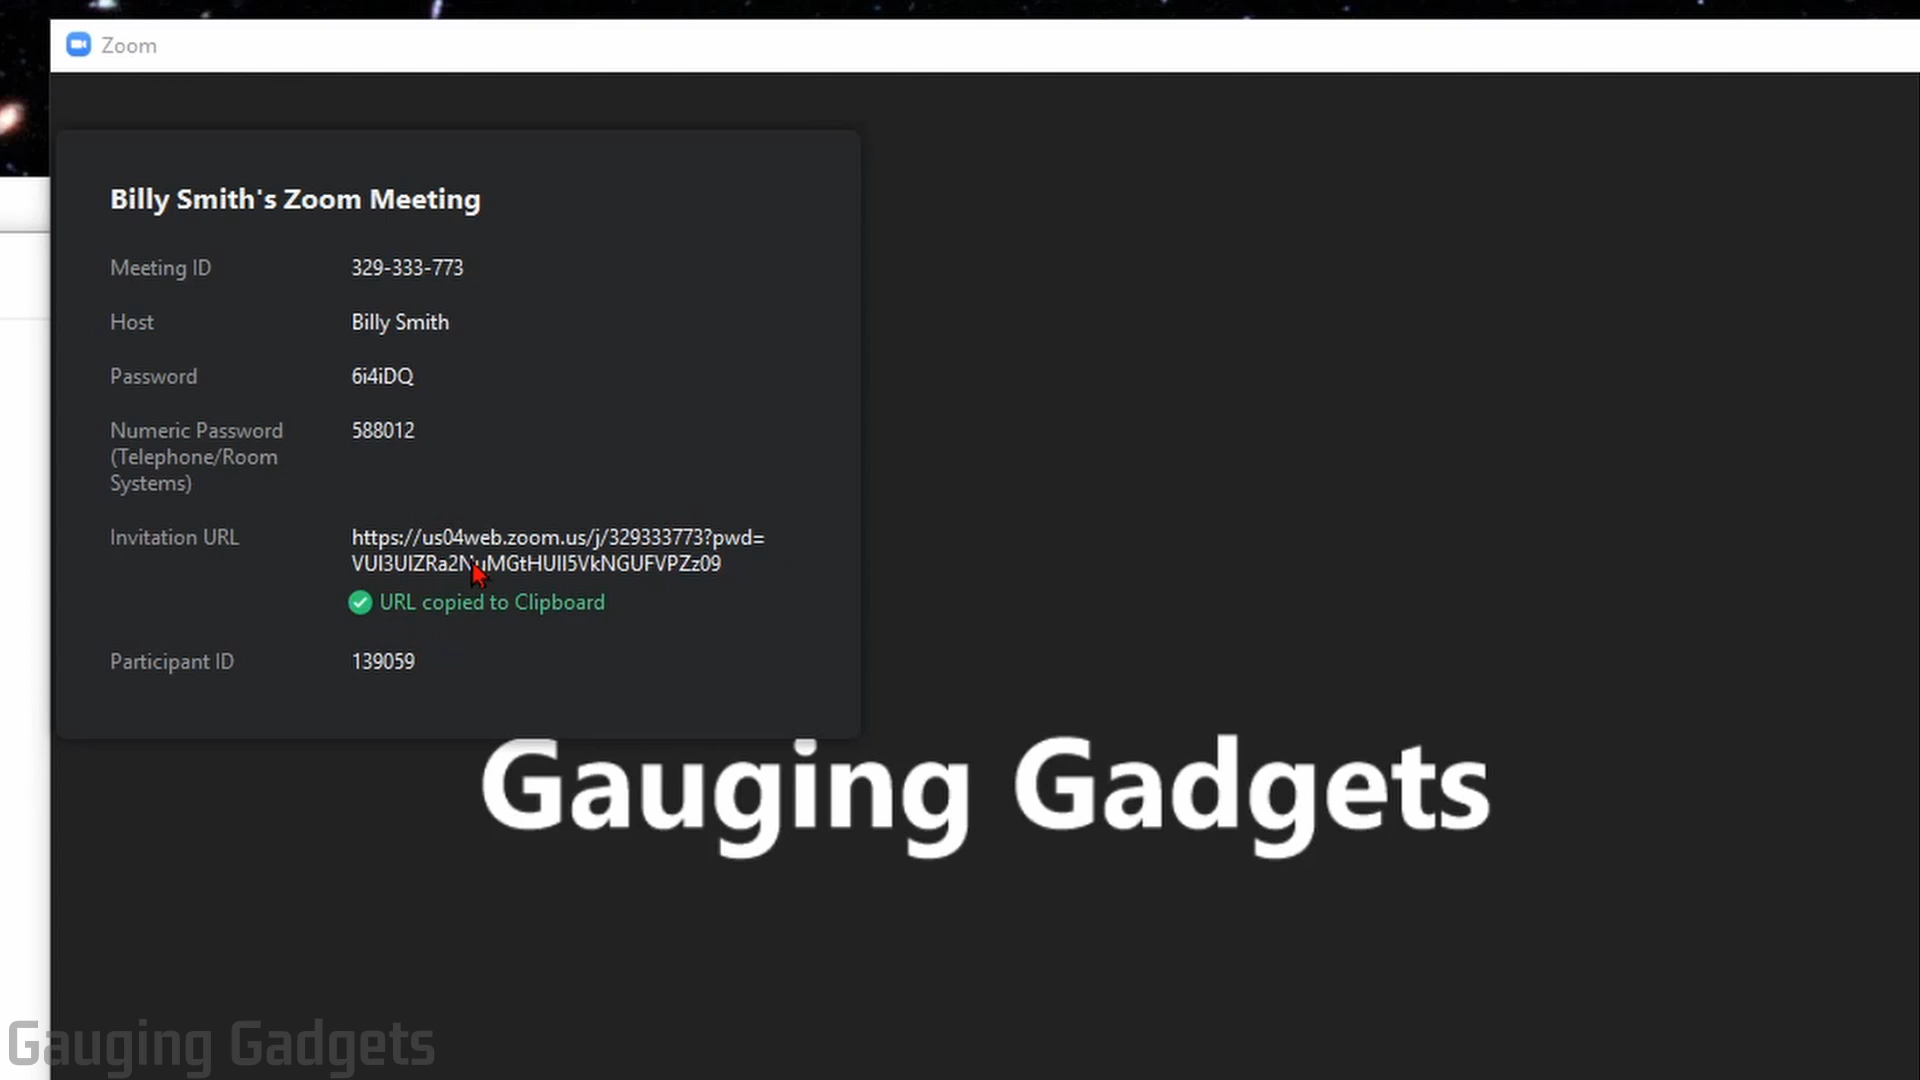 Zoom
Billy Smith's Zoom Meeting
Meeting ID 329-333-773
Host Billy Smith
Password 6i4iDQ
Numeric Password 588012
(Telephone/Room
Systems)
Invitation URL https://us04web.zoom.us/j/329333773?pwd=
URL copied to Clipboard
Participant ID 139059
Gauging Gadgets
Gauging Gadgets